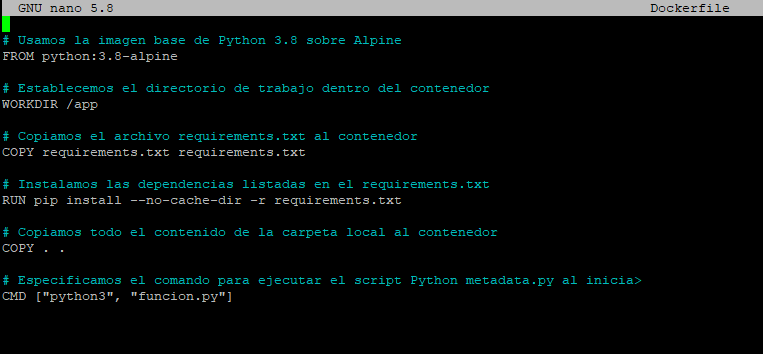 GNU nano 5.8 Dockerfile
# Usamos la imagen base de Python 3.8 sobre Alpine
FROM python:3.8-alpine
# Establecemos el directorio de trabajo dentro del contenedor
WORKDIR /app
# Copiamos el archivo requirements.txt al contenedor
COPY requirements.txt requirements.txt
# Instalamos las dependencias listadas en el requirements.txt
RUN pip install --no-cache-dir -r requirements.txt
# Copiamos todo el contenido de la carpeta local al contenedor
COPY . .
# Especificamos el comando para ejecutar el script Python metadata.py al inicia>
CMD ["python3", "funcion.py"]